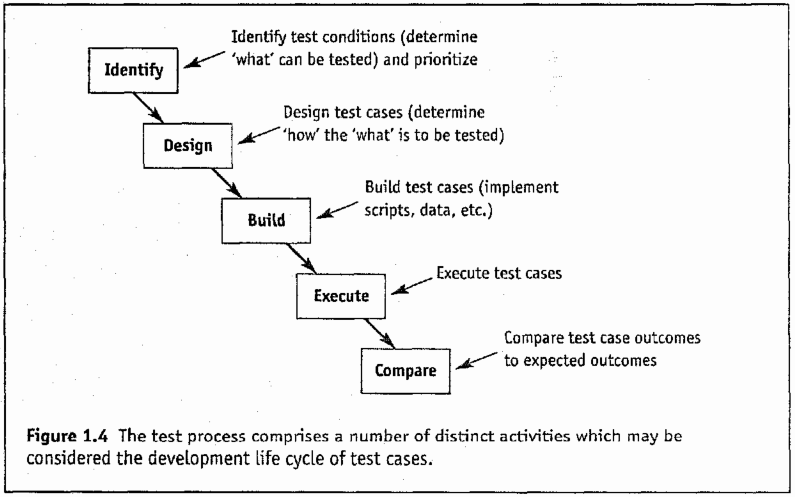 Identify test conditions (determine
'what' can be tested) and prioritize
Identify
Design test cases (determine
'how' the 'what' is to be tested)
Design
Build test cases (implement
scripts, data, etc.)
Build
Execute test cases
Execute
Compare test case outcomes
to expected outcomes
Compare
Figure 1.4 The test process comprises a number of distinct activities which may be
considered the development life cycle of test cases.